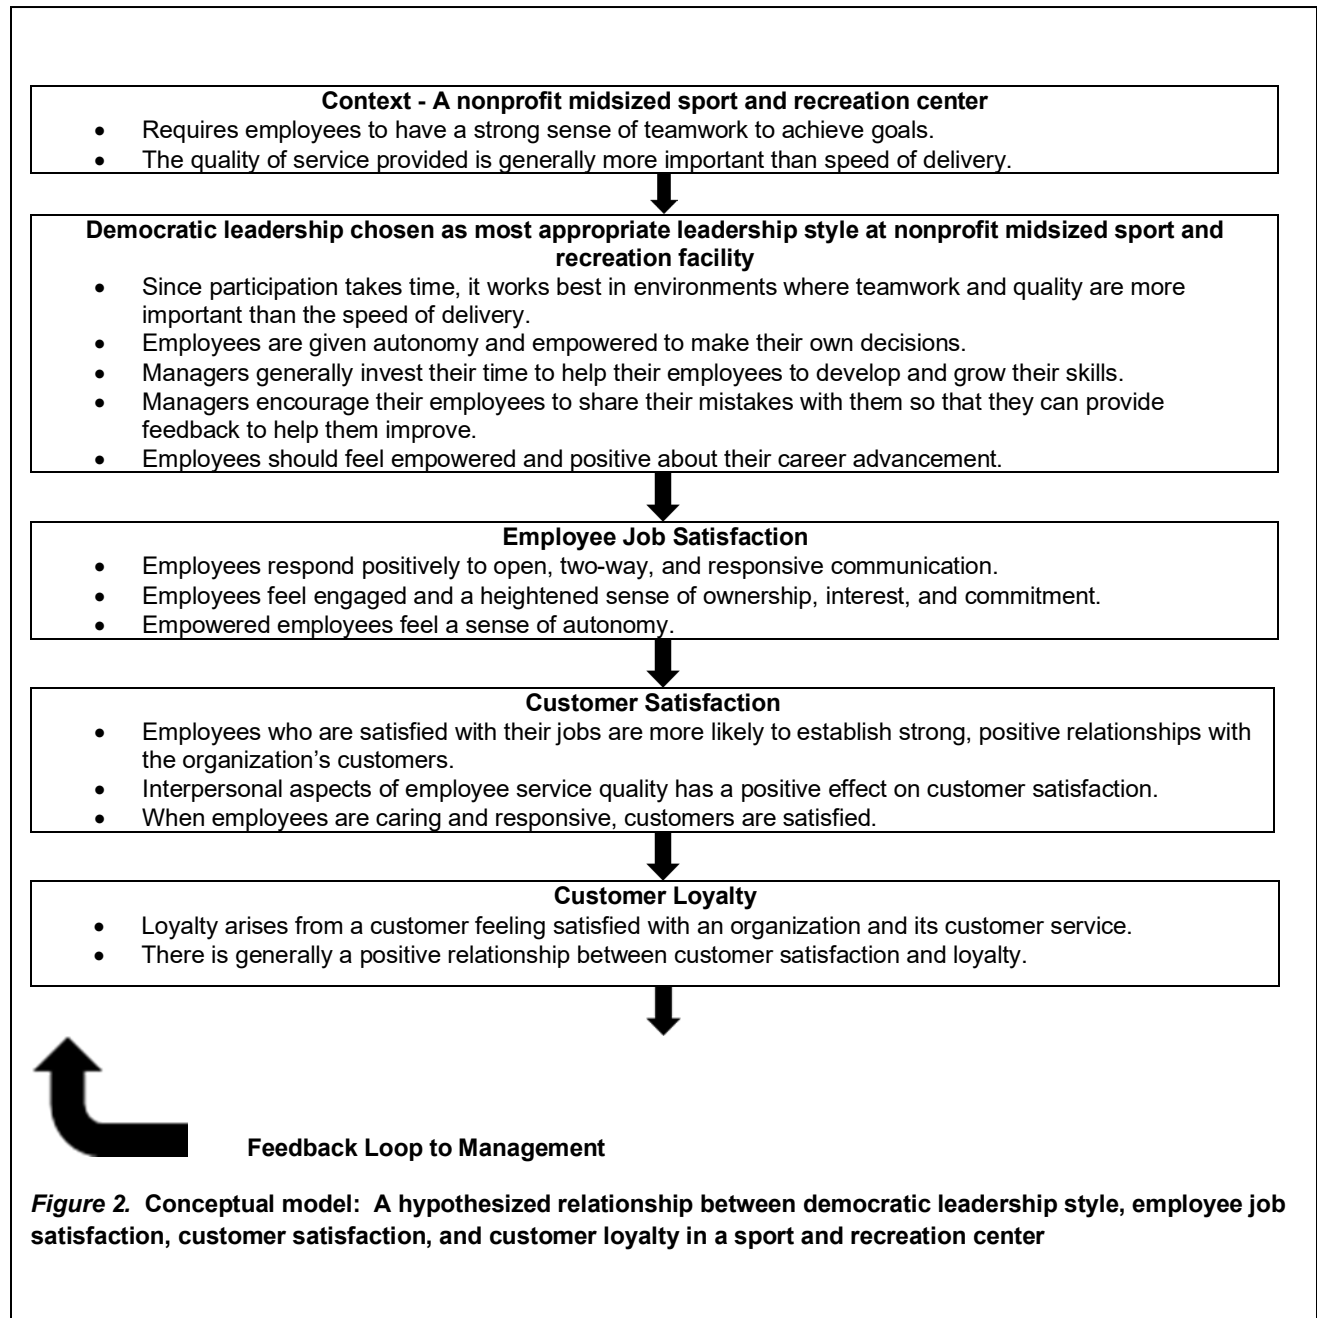 Context - A nonprofit midsized sport and recreation center
• Requires employees to have a strong sense of teamwork to achieve goals.
• The quality of service provided is generally more important than speed of delivery.
Democratic leadership chosen as most appropriate leadership style at nonprofit midsized sport and
recreation facility
• Since participation takes time, it works best in environments where teamwork and quality are more
important than the speed of delivery.
• Employees are given autonomy and empowered to make their own decisions.
• Managers generally invest their time to help their employees to develop and grow their skills.
• Managers encourage their employees to share their mistakes with them so that they can provide
feedback to help them improve.
• Employees should feel empowered and positive about their career advancement.
Employee Job Satisfaction
• Employees respond positively to open, two-way, and responsive communication.
• Employees feel engaged and a heightened sense of ownership, interest, and commitment.
• Empowered employees feel a sense of autonomy.
Customer Satisfaction
• Employees who are satisfied with their jobs are more likely to establish strong, positive relationships with
the organization’s customers.
• Interpersonal aspects of employee service quality has a positive effect on customer satisfaction.
• When employees are caring and responsive, customers are satisfied.
Customer Loyalty
• Loyalty arises from a customer feeling satisfied with an organization and its customer service.
• There is generally a positive relationship between customer satisfaction and loyalty.
Feedback Loop to Management
Figure 2. Conceptual model: A hypothesized relationship between democratic leadership style, employee job
satisfaction, customer satisfaction, and customer loyalty in a sport and recreation center